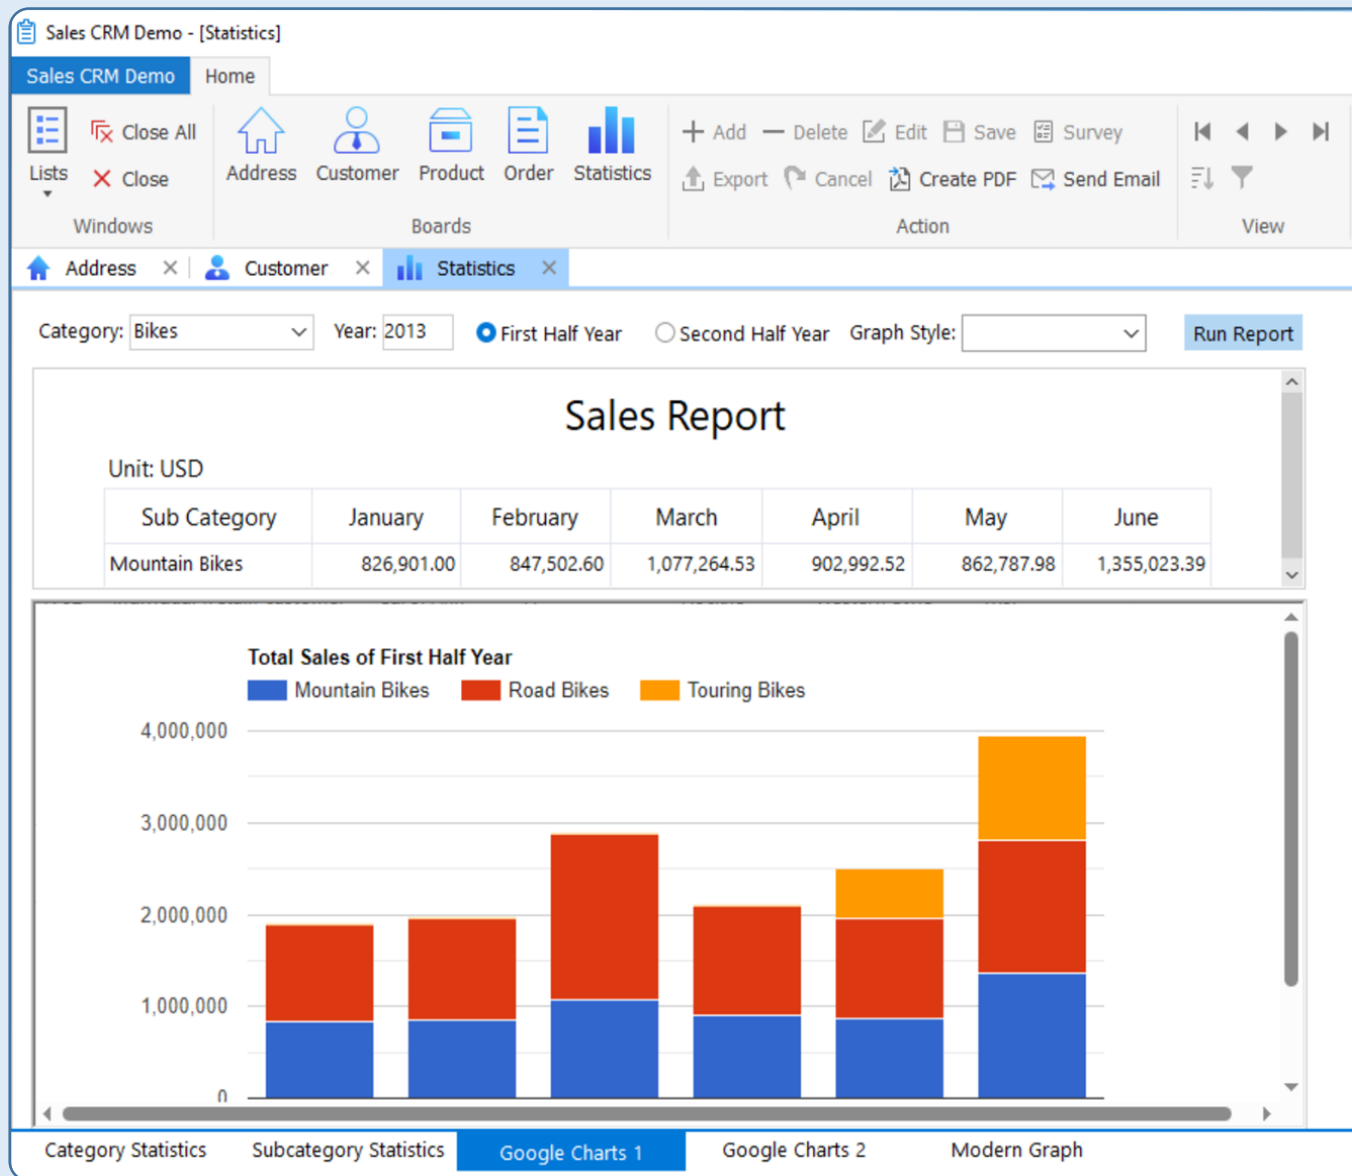 Sales CRM Demo - [Statistics]
Sales CRM Demo Home
Close All
Lists
Close
Windows
Address Customer Product Order Statistics
Boards
Add Delete Edit Save Survey
Export Cancel Create PDF Send Email
Action
View
Address Customer Statistics
Category: Bikes Year: 2013 First Half Year Second Half Year Graph Style: Run Report
Sales Report
Unit: USD
Sub Category January February March April May June
Mountain Bikes 826,901.00 847,502.60 1,077,264.53 902,992.52 862,787.98 1,355,023.39
Total Sales of First Half Year
Mountain Bikes Road Bikes Touring Bikes
4,000,000
3,000,000
2,000,000
1,000,000
0
Category Statistics Subcategory Statistics Google Charts 1 Google Charts 2 Modern Graph